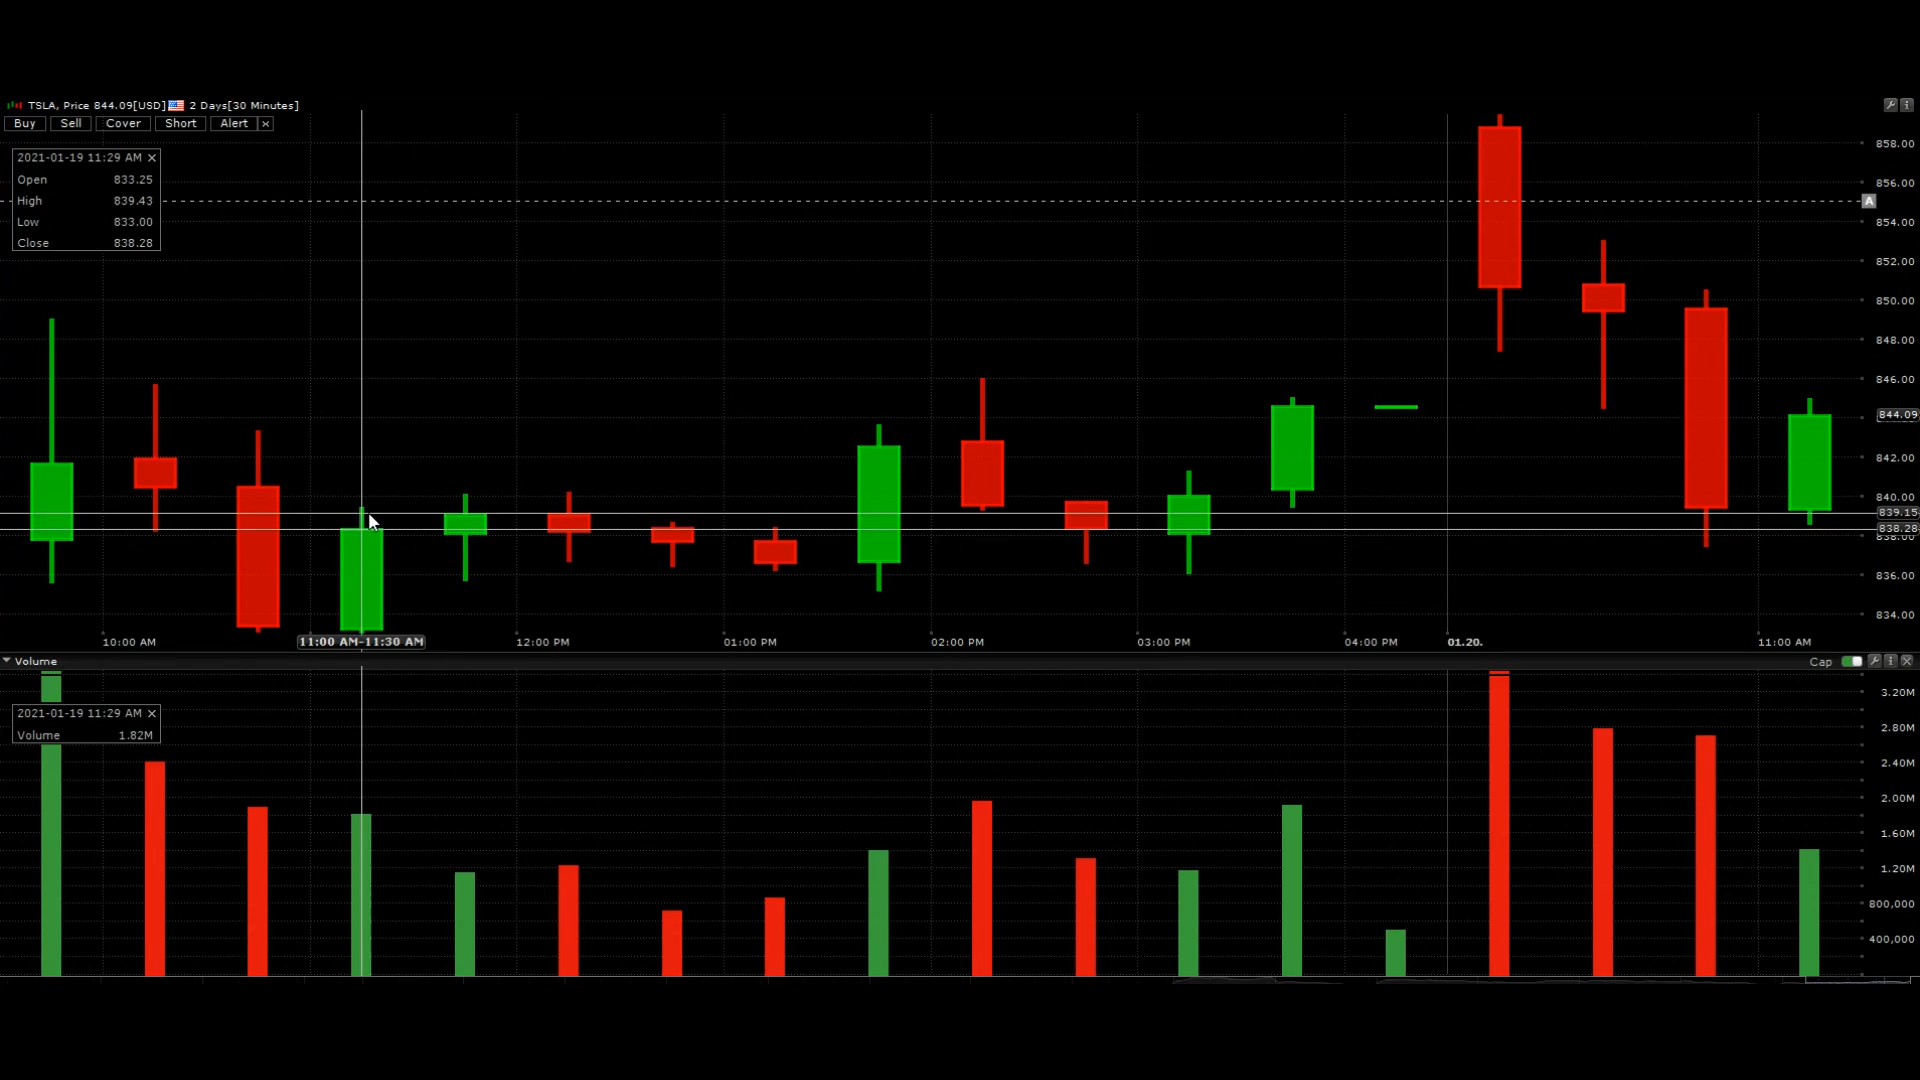 TSLA, Price 844.09[USD] 2 Days[30 Minutes]
Buy Sell Cover Short Alert
2021-01-19 11:29 AM
Open 833.25
High 839.43
Low 833.00
Close 838.28
858.00
856.00
A
854.00
852.00
850.00
848.00
846.00
844.09
842.00
840.00
839.15
838.28
838.00
836.00
834.00
10:00 AM 11:00 AM-11:30 AM 12:00 PM 01:00 PM 02:00 PM 03:00 PM 04:00 PM 01.20. 11:00 AM
Volume Cap
2021-01-19 11:29 AM
Volume 1.82M
3.20M
2.80M
2.40M
2.00M
1.60M
1.20M
800,000
400,000